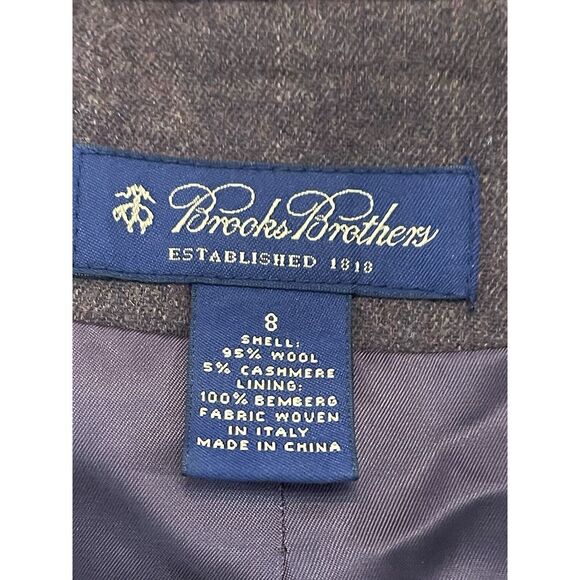 Brooks Brothers
ESTABLISHED 1818
8
SHELL:
95% WOOL
5% CASHMERE
LINING:
100% BEMBERG
FABRIC WOVEN
IN ITALY
MADE IN CHINA